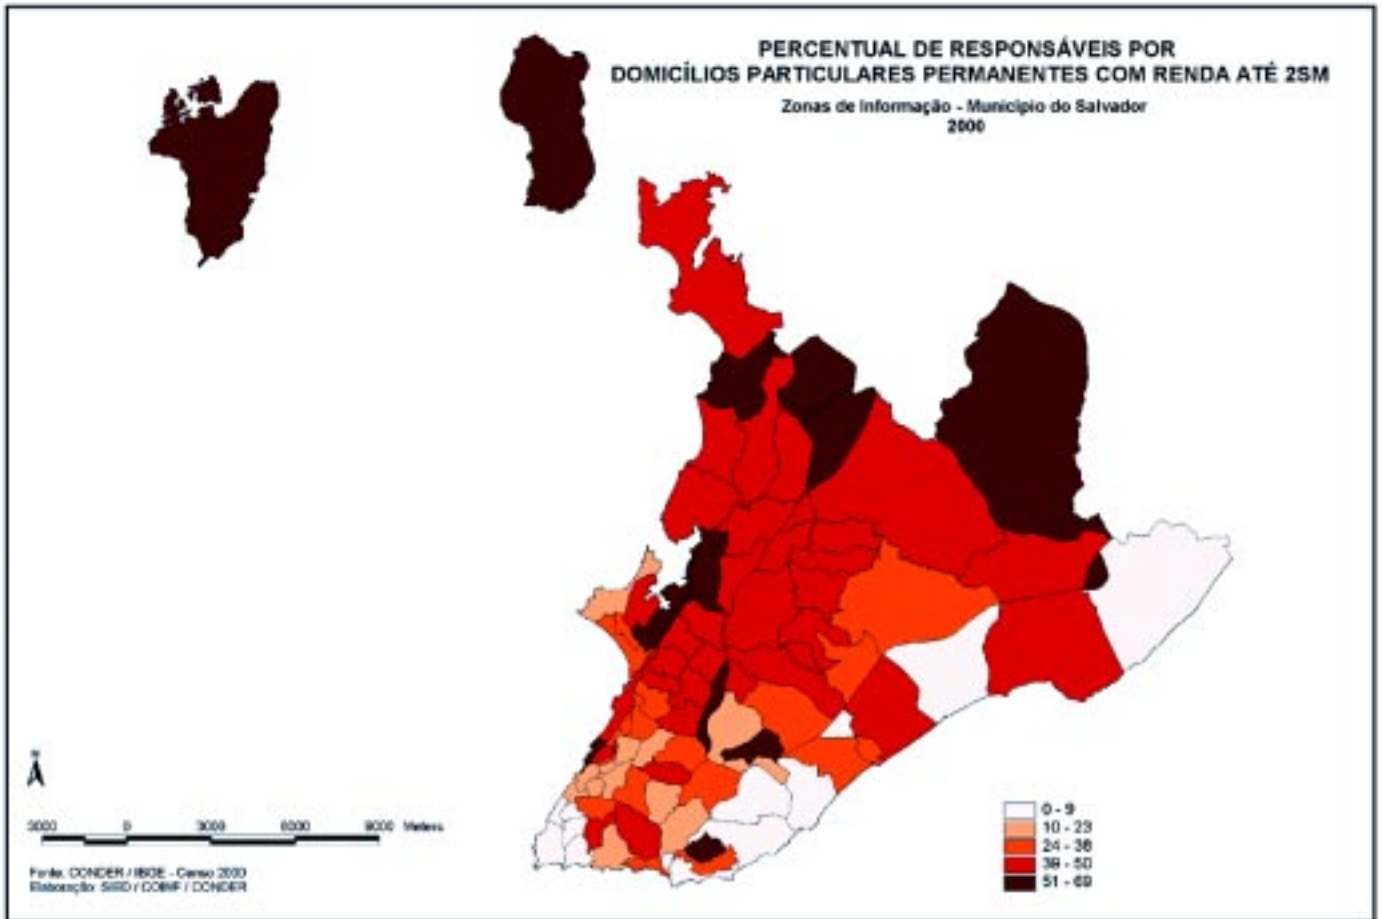 PERCENTUAL DE RESPONSÁVEIS POR
DOMICÍLIOS PARTICULARES PERMANENTES COM RENDA ATÉ 2SM
Zonas de Informação - Município do Salvador
2000
N
3000 0 3000 6000 9000 Meters
Fonte: CONDER / IBGE - Censo 2000
Elaboração: / CONDER
0 - 9
10 - 23
24 - 38
39 - 50
51 - 69